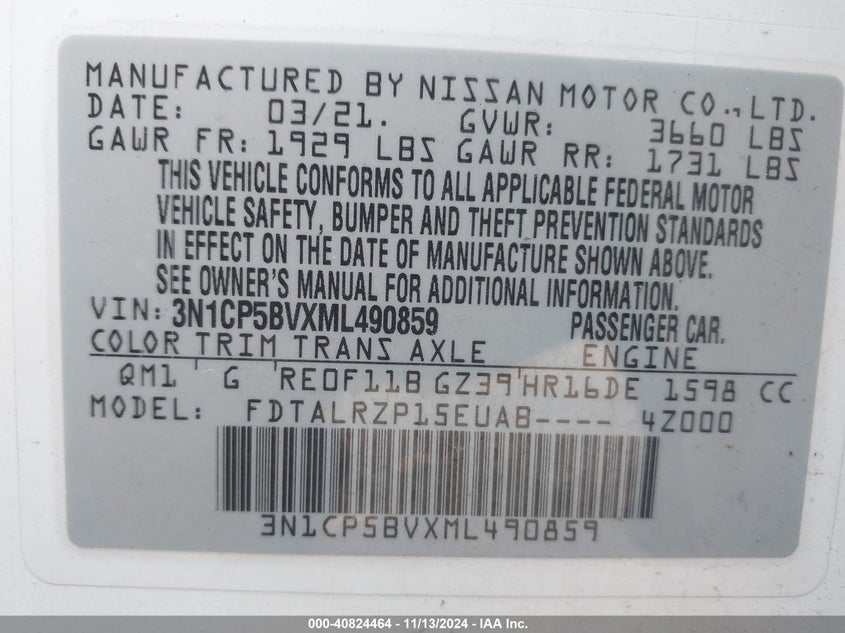 MANUFACTURED BY NISSAN MOTOR CO., LTD.
DATE: 03/21. GVWR: 3660 LBS
GAWR FR: 1929 LBS GAWR RR: 1731 LBS
THIS VEHICLE CONFORMS TO ALL APPLICABLE FEDERAL MOTOR
VEHICLE SAFETY, BUMPER AND THEFT PREVENTION STANDARDS
IN EFFECT ON THE DATE OF MANUFACTURE SHOWN ABOVE.
SEE OWNER'S MANUAL FOR ADDITIONAL INFORMATION.
VIN: 3N1CP5BVXML490859 PASSENGER CAR.
COLOR TRIM TRANS AXLE ENGINE
QM1 G RE0F11B GZ39 HR16DE 1598 CC
MODEL: FDTALRZP15EUAB---- 4Z000
3N1CP5BVXML490859
000-40824464 - 11/13/2024 - IAA Inc.